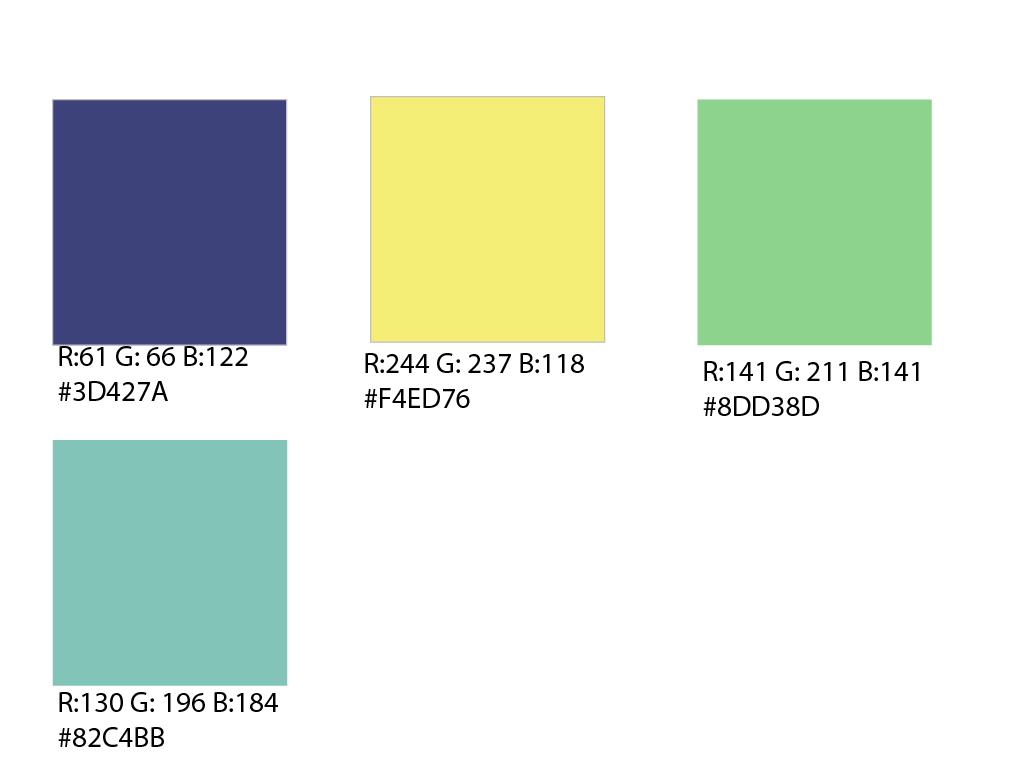 R:61 G: 66 B:122
#3D427A
R:244 G: 237 B:118
#F4ED76
R:141 G: 211 B:141
#8DD38D
R:130 G: 196 B:184
#82C4BB